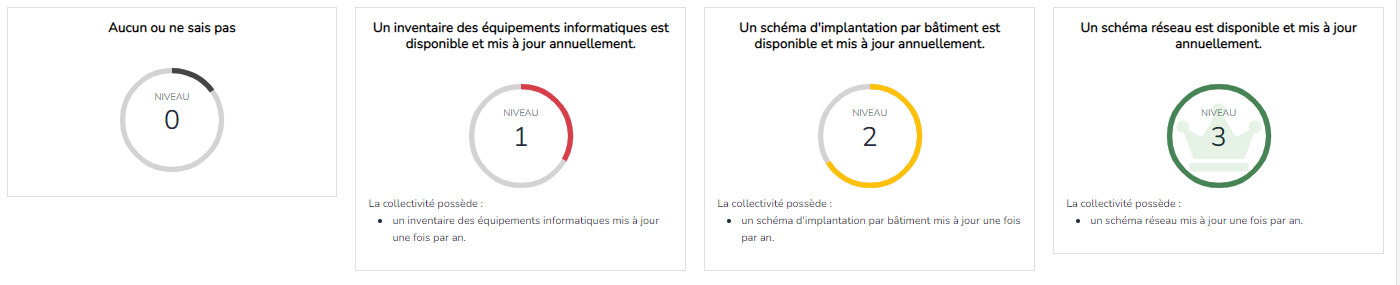 Aucun ou ne sais pas
NIVEAU
0
Un inventaire des équipements informatiques est
disponible et mis à jour annuellement.
NIVEAU
1
La collectivité possède :
un inventaire des équipements informatiques mis à jour
une fois par an.
Un schéma d'implantation par bâtiment est
disponible et mis à jour annuellement.
NIVEAU
2
La collectivité possède :
un schéma d'implantation par bâtiment mis à jour une fois
par an.
Un schéma réseau est disponible et mis à jour
annuellement.
NIVEAU
3
La collectivité possède :
un schéma réseau mis à jour une fois par an.